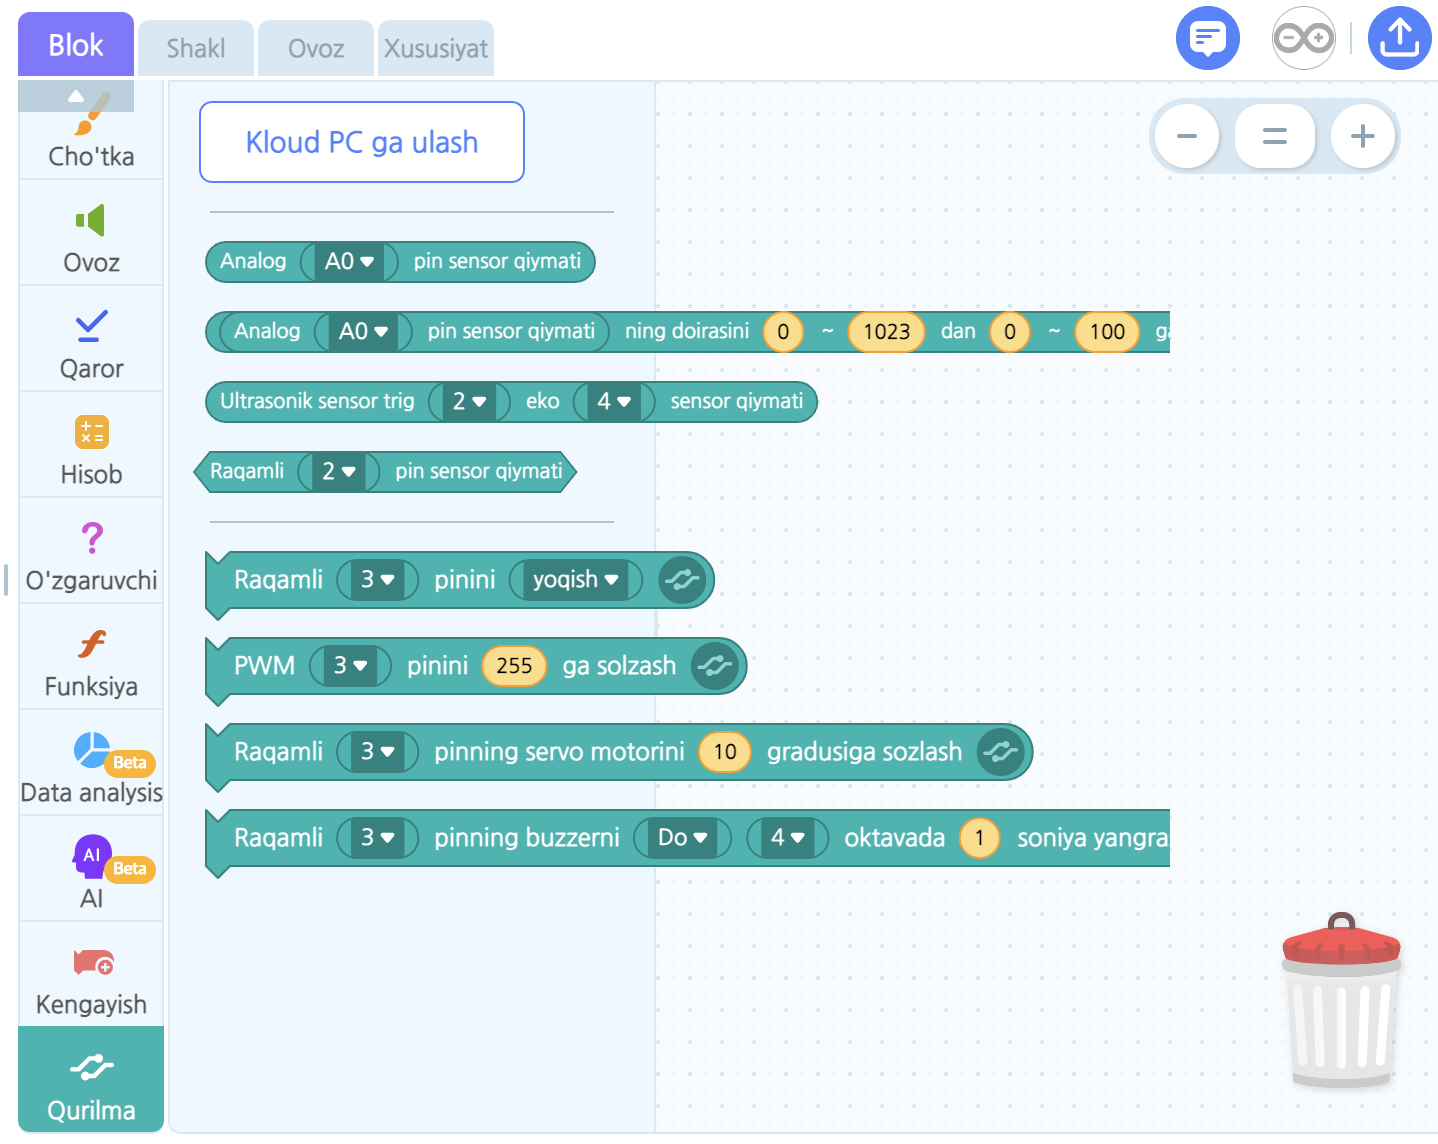 Blok Shakl Ovoz Xususiyat
Cho'tka
Ovoz
Qaror
Hisob
O'zgaruvchi
Funksiya
Beta
Data analysis
AI Beta
AI
Kengayish
Qurilma
Kloud PC ga ulash
Analog A0 pin sensor qiymati
Analog A0 pin sensor qiymati ning doirasini 0 ~ 1023 dan 0 ~ 100
Ultrasonik sensor trig 2 eko 4 sensor qiymati
Raqamli 2 pin sensor qiymati
Raqamli 3 pinini yoqish
PWM 3 pinini 255 ga solzash
Raqamli 3 pinning servo motorini 10 gradusiga sozlash
Raqamli 3 pinning buzzerni Do 4 oktavada 1 soniya